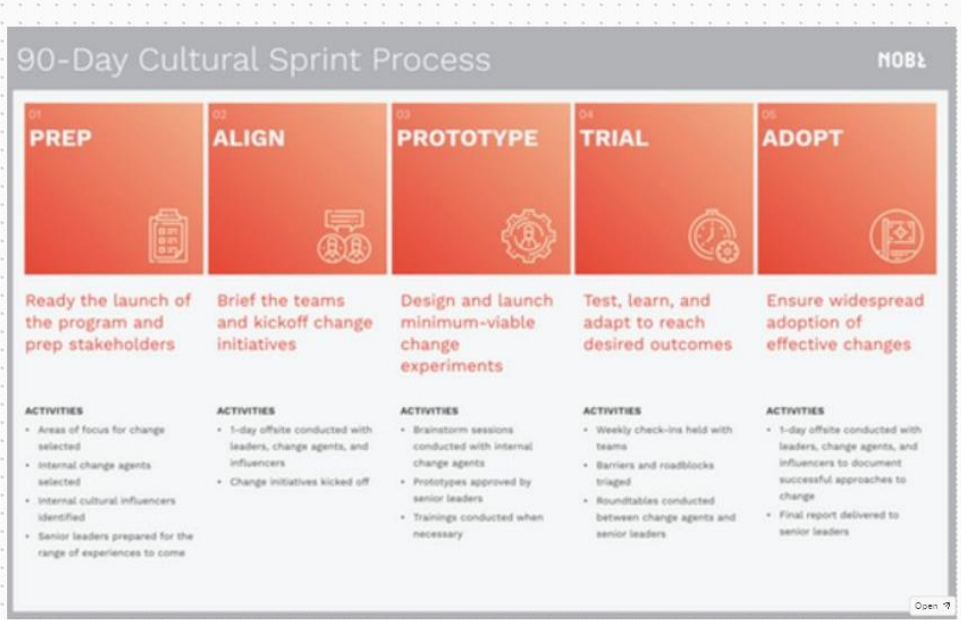 90-Day Cultural Sprint Process
NOBL
01
PREP
Ready the launch of
the program and
prep stakeholders
ACTIVITIES
• Areas of focus for change
selected
• Internal change agents
selected
• Internal cultural influencers
identified
• Senior leaders prepared for the
range of experiences to come
02
ALIGN
Brief the teams
and kickoff change
initiatives
ACTIVITIES
• 1-day offsite conducted with
leaders, change agents, and
influencers
• Change initiatives kicked off
03
PROTOTYPE
Design and launch
minimum-viable
change
experiments
ACTIVITIES
• Brainstorm sessions
conducted with internal
change agents
• Prototypes approved by
senior leaders
• Trainings conducted when
necessary
04
TRIAL
Test, learn, and
adapt to reach
desired outcomes
ACTIVITIES
• Weekly check-ins held with
teams
• Barriers and roadblocks
triaged
• Roundtables conducted
between change agents and
senior leaders
05
ADOPT
Ensure widespread
adoption of
effective changes
ACTIVITIES
• 1-day offsite conducted with
leaders, change agents, and
influencers to document
successful approaches to
change
• Final report delivered to
senior leaders
Open